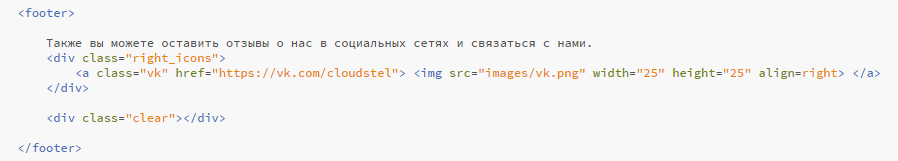 <footer>
Также вы можете оставить отзывы о нас в социальных сетях и связаться с нами.
<div class="right_icons">
<a class="vk" href="https://vk.com/cloudstel"> <img src="images/vk.png" width="25" height="25" align=right> </a>
</div>
<div class="clear"></div>
</footer>